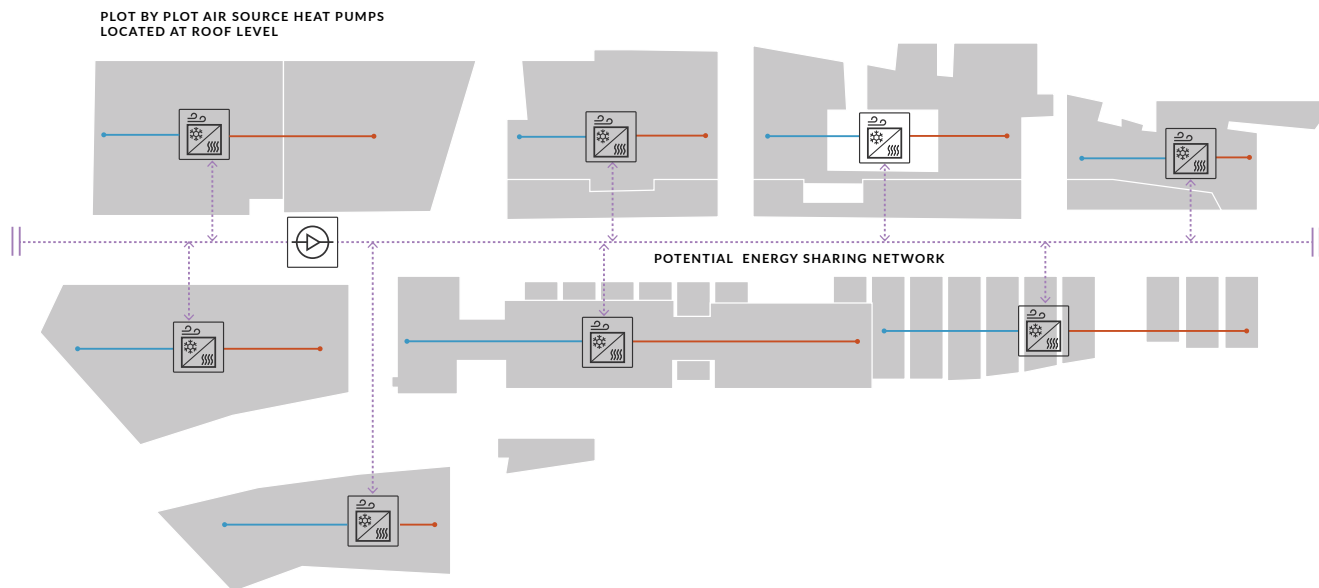 PLOT BY PLOT AIR SOURCE HEAT PUMPS
LOCATED AT ROOF LEVEL
POTENTIAL ENERGY SHARING NETWORK